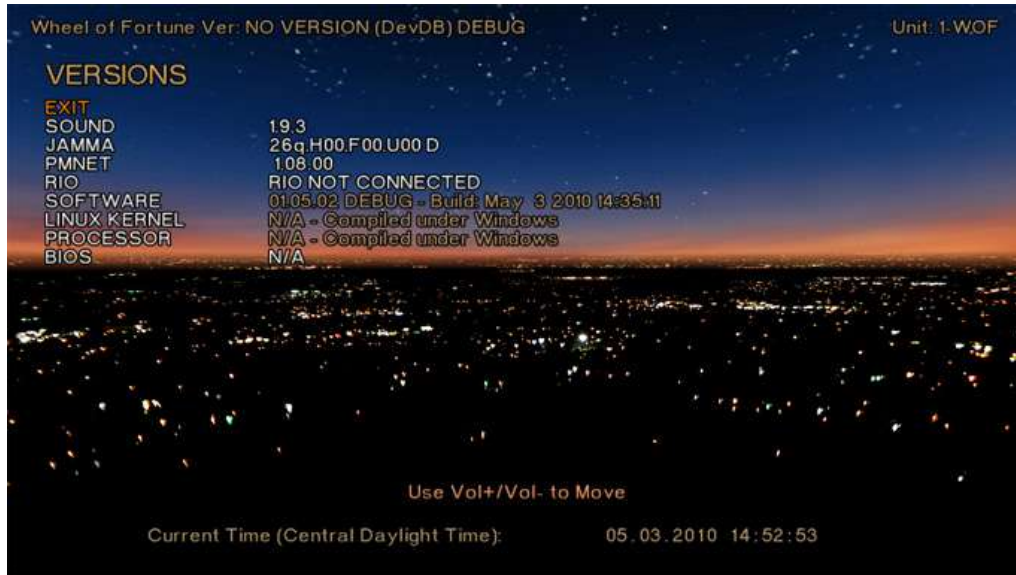 Wheel of Fortune Ver: NO VERSION (DevDB) DEBUG Unit: 1-WOF
VERSIONS
EXIT
SOUND 1.9.3
JAMMA 26q.H00.F00.U00 D
PMNET 1.08.00
RIO RIO NOT CONNECTED
SOFTWARE 01.05.02 DEBUG - Build: May 3 2010 14:35:11
LINUX KERNEL N/A - Compiled under Windows
PROCESSOR N/A - Compiled under Windows
BIOS N/A
Use Vol+/Vol- to Move
Current Time (Central Daylight Time): 05.03.2010 14:52:53